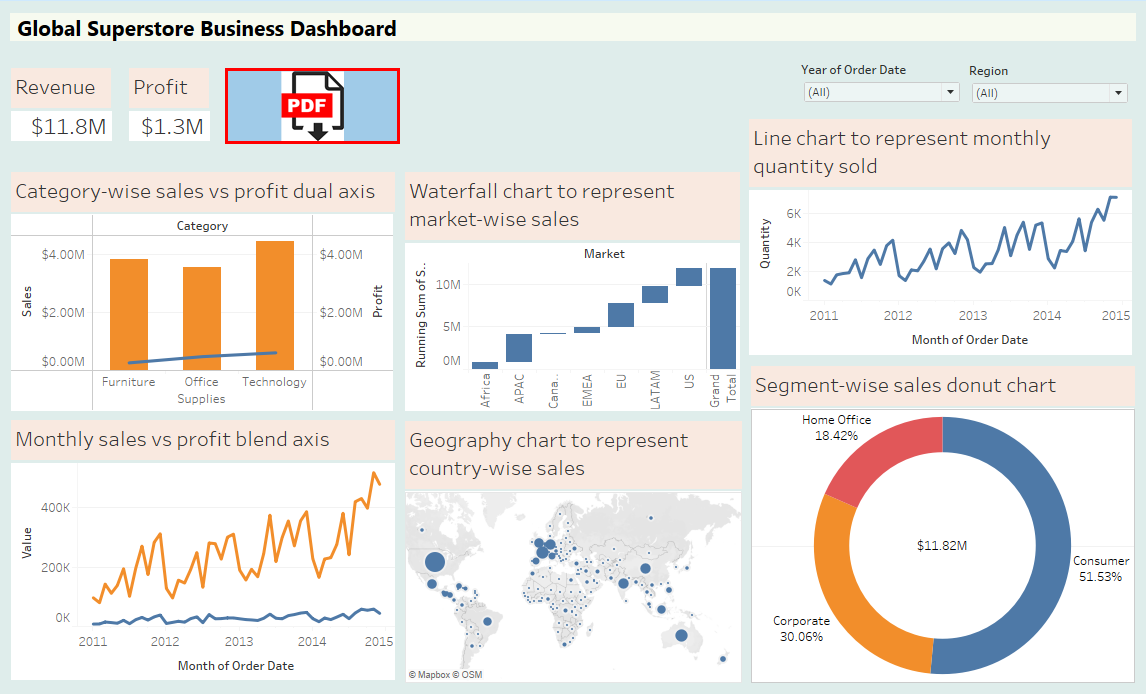 Global Superstore Business Dashboard
Revenue
$11.8M
Profit
$1.3M
PDF
Year of Order Date
(All)
Region
(All)
Category-wise sales vs profit dual axis
Category
Sales
$4.00M
$2.00M
$0.00M
$4.00M
$2.00M
$0.00M
Profit
Furniture
Office
Supplies
Technology
Waterfall chart to represent
market-wise sales
Market
Running Sum of S..
10M
5M
0M
Africa
APAC
Cana..
EMEA
EU
LATAM
US
Grand
Total
Line chart to represent monthly
quantity sold
Quantity
6K
4K
2K
0K
2011
2012
2013
2014
2015
Month of Order Date
Monthly sales vs profit blend axis
Value
400K
200K
0K
2011
2012
2013
2014
2015
Month of Order Date
Geography chart to represent
country-wise sales
© Mapbox © OSM
Segment-wise sales donut chart
Home Office
18.42%
$11.82M
Consumer
51.53%
Corporate
30.06%